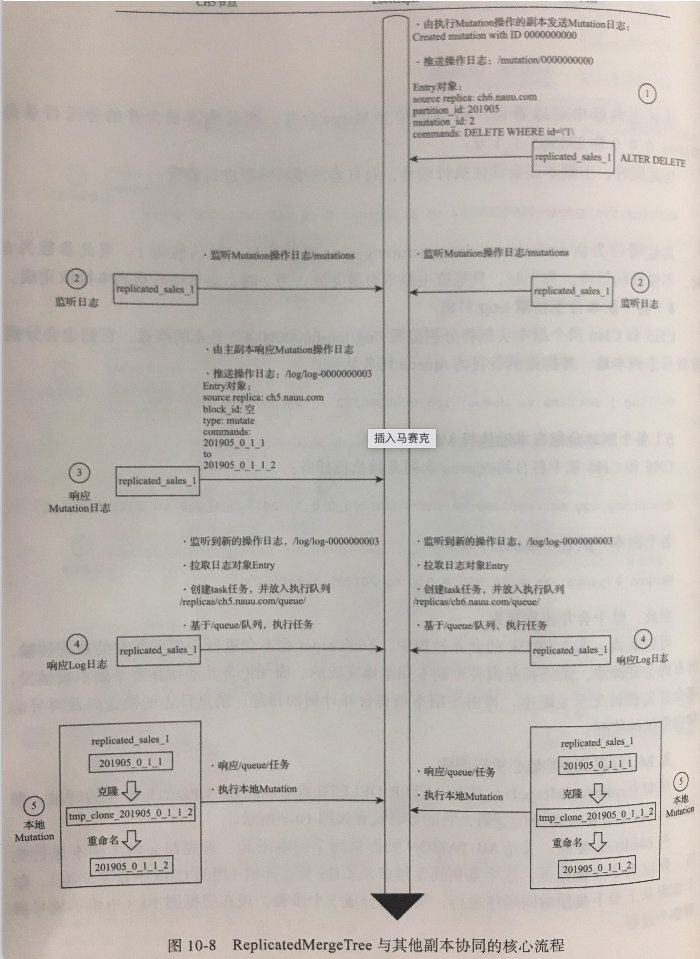 CH5节点
· 由执行Mutation操作的副本发送Mutation日志:
Created mutation with ID 0000000000
· 推送操作日志: /mutation/0000000000
Entry对象:
source replica: ch6.nauu.com
partition_id: 201905
mutation_id: 2
commands: DELETE WHERE id=\'1\
1
replicated_sales_1
ALTER DELETE
· 监听Mutation操作日志/mutations
2
监听日志
replicated_sales_1
· 监听Mutation操作日志/mutations
replicated_sales_1
2
监听日志
· 由主副本响应Mutation操作日志
· 推送操作日志: /log/log-0000000003
Entry对象:
source replica: ch5.nauu.com
block_id: 空
type: mutate
commands:
201905_0_1_1
to
201905_0_1_1_2
插入马赛克
3
响应
Mutation日志
replicated_sales_1
· 监听到新的操作日志, /log/log-0000000003
· 拉取日志对象Entry
· 创建task任务, 并放入执行队列
/replicas/ch5.nauu.com/queue/
· 基于/queue/队列, 执行任务
4
响应Log日志
replicated_sales_1
· 监听到新的操作日志, /log/log-0000000003
· 拉取日志对象Entry
· 创建task任务, 并放入执行队列
/replicas/ch6.nauu.com/queue/
· 基于/queue/队列, 执行任务
replicated_sales_1
4
响应Log日志
5
本地
Mutation
replicated_sales_1
201905_0_1_1
克隆
tmp_clone_201905_0_1_1_2
重命名
201905_0_1_1_2
· 响应/queue/任务
· 执行本地Mutation
· 响应/queue/任务
· 执行本地Mutation
replicated_sales_1
201905_0_1_1_1
克隆
tmp_clone_201905_0_1_1_2
重命名
201905_0_1_1_2
5
本地
Mutation
图 10-8 ReplicatedMergeTree 与其他副本协同的核心流程